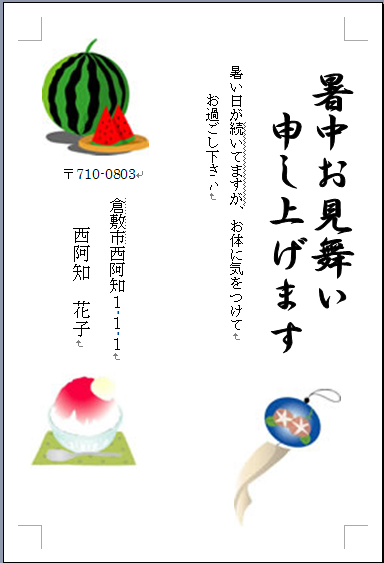 暑中お見舞い
申し上げます
暑い日が続いてますが、お体に気をつけて
お過ごし下さい
〒710-0803
倉敷市西阿知1-1-1
西阿知　花子